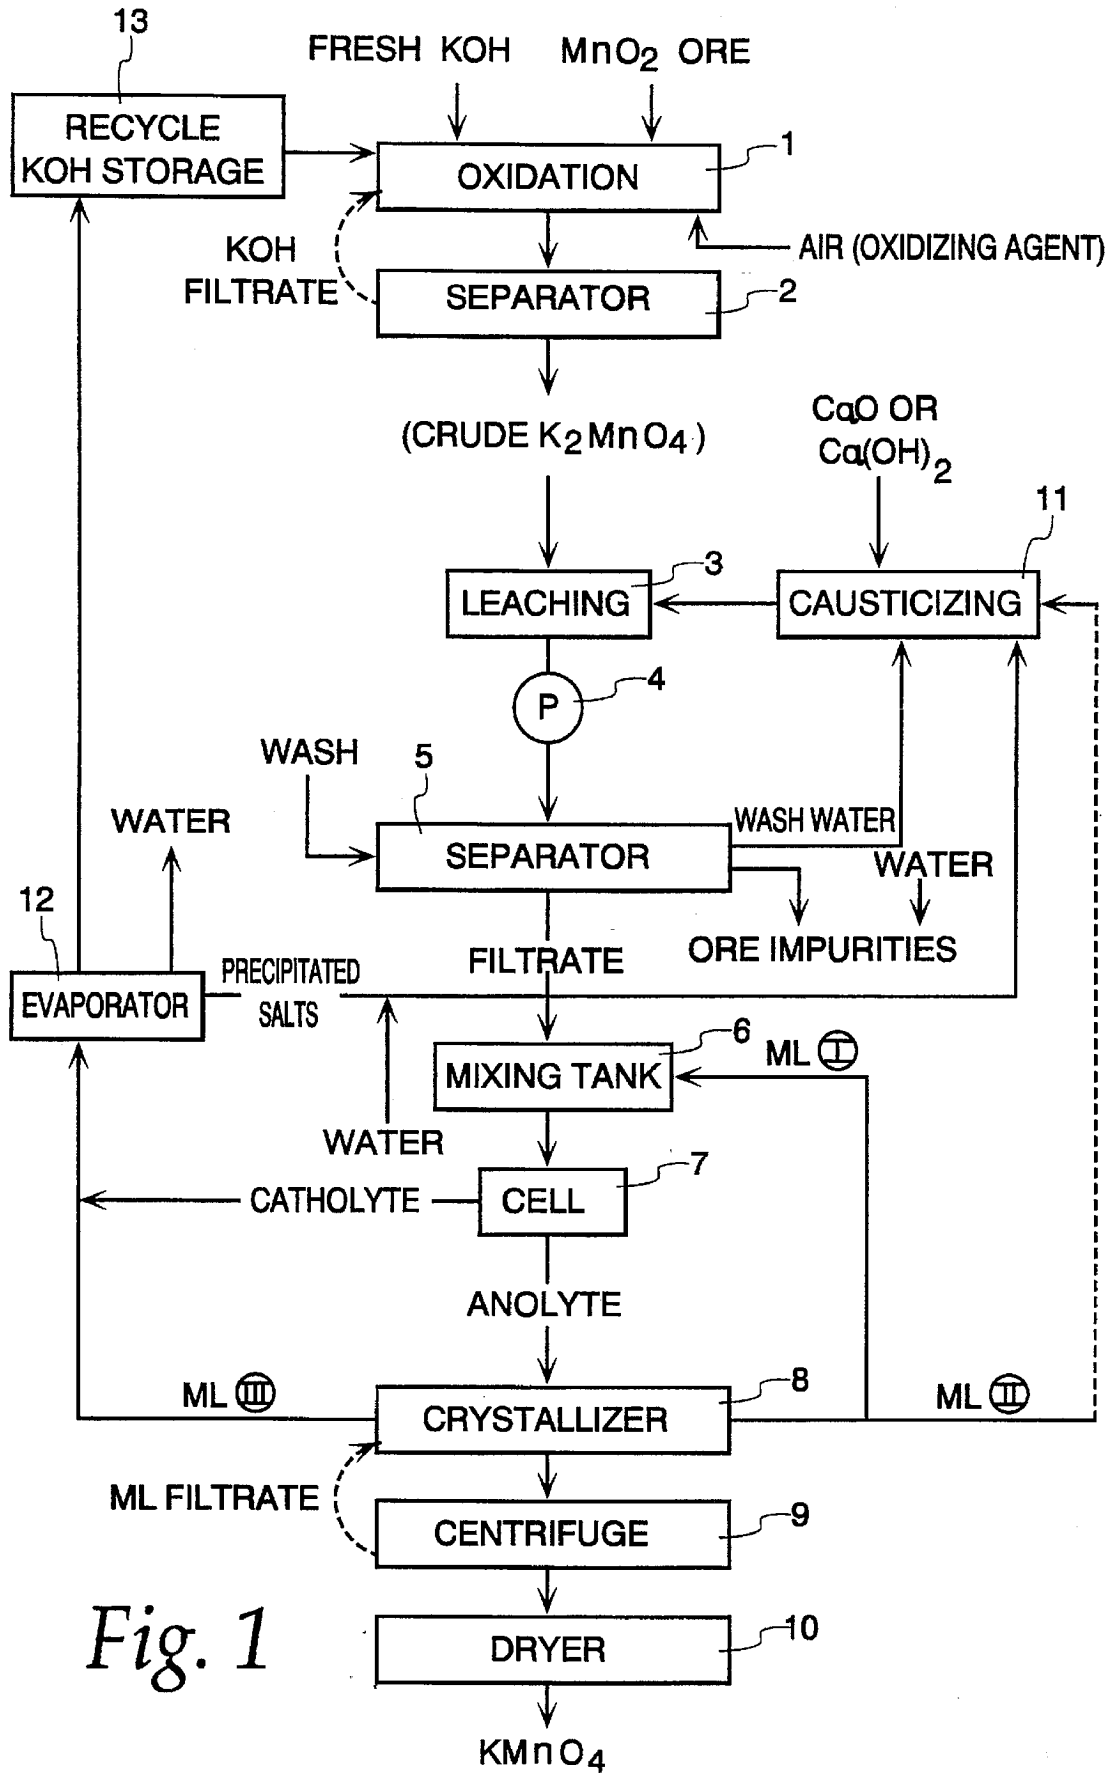 13
FRESH KOH
MnO2 ORE
RECYCLE
KOH STORAGE
1
OXIDATION
KOH
FILTRATE
AIR (OXIDIZING AGENT)
SEPARATOR
2
(CRUDE K2MnO4)
CaO OR
Ca(OH)2
11
3
LEACHING
CAUSTICIZING
4
P
WASH
5
WATER
WASH WATER
SEPARATOR
WATER
12
FILTRATE
ORE IMPURITIES
PRECIPITATED
SALTS
EVAPORATOR
6
ML I
MIXING TANK
WATER
7
CATHOLYTE
CELL
ANOLYTE
8
ML III
ML II
CRYSTALLIZER
ML FILTRATE
9
CENTRIFUGE
Fig. 1
10
DRYER
KMnO4